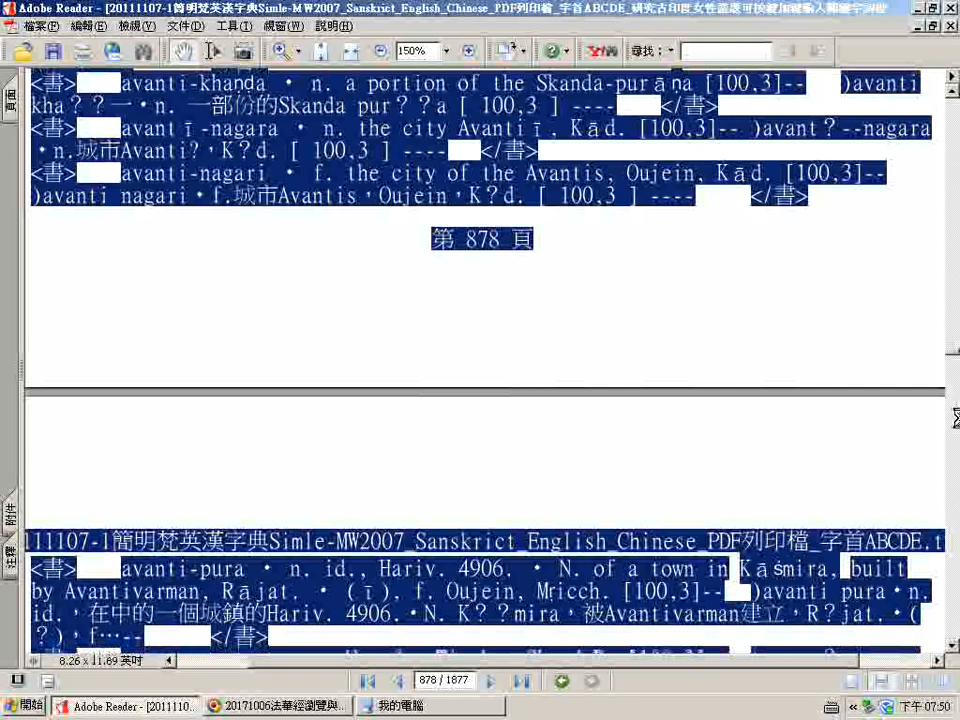 Adobe Reader - [20111107-1簡明梵英漢字典Simle-MW2007_Sanskrict_English_Chinese_PDF列印檔_字首ABCDE_研究古印度女性
檔案(F) 編輯(E) 檢視(V) 文件(D) 工具(T) 視窗(W) 說明(H)
150% 尋找:
頁面
<書> avanti-khaṇḍa ・ n. a portion of the Skanda-purāṇa [100,3]-- )avanti
kha??一・n. 一部份的Skanda pur??a [ 100,3 ] ---- </書>
<書> avantī-nagara ・ n. the city Avantiī, Kād. [100,3]-- )avant?--nagara
・n.城市Avanti?，K?d. [ 100,3 ] ---- </書>
<書> avanti-nagari ・ f. the city of the Avantis, Oujein, Kād. [100,3]--
)avanti nagari・f.城市Avantis，Oujein，K?d. [ 100,3 ] ---- </書>
第 878 頁
附件
注釋
111107-1簡明梵英漢字典Simle-MW2007_Sanskrict_English_Chinese_PDF列印檔_字首ABCDE.t
<書> avanti-pura ・ n. id., Hariv. 4906. ・ N. of a town in Kāśmira, built
by Avantivarman, Rājat. ・ (ī), f. Oujein, Mṛicch. [100,3]-- )avanti pura・n.
id.，在中的一個城鎮的Hariv. 4906.・N. K??mira，被Avantivarman建立，R?jat.・(
?)，f…-- </書>
8.26 x 11.69 英吋
878 / 1877
開始 Adobe Reader - [2011110... 20171006法華經瀏覽與... 我的電腦 下午 07:50